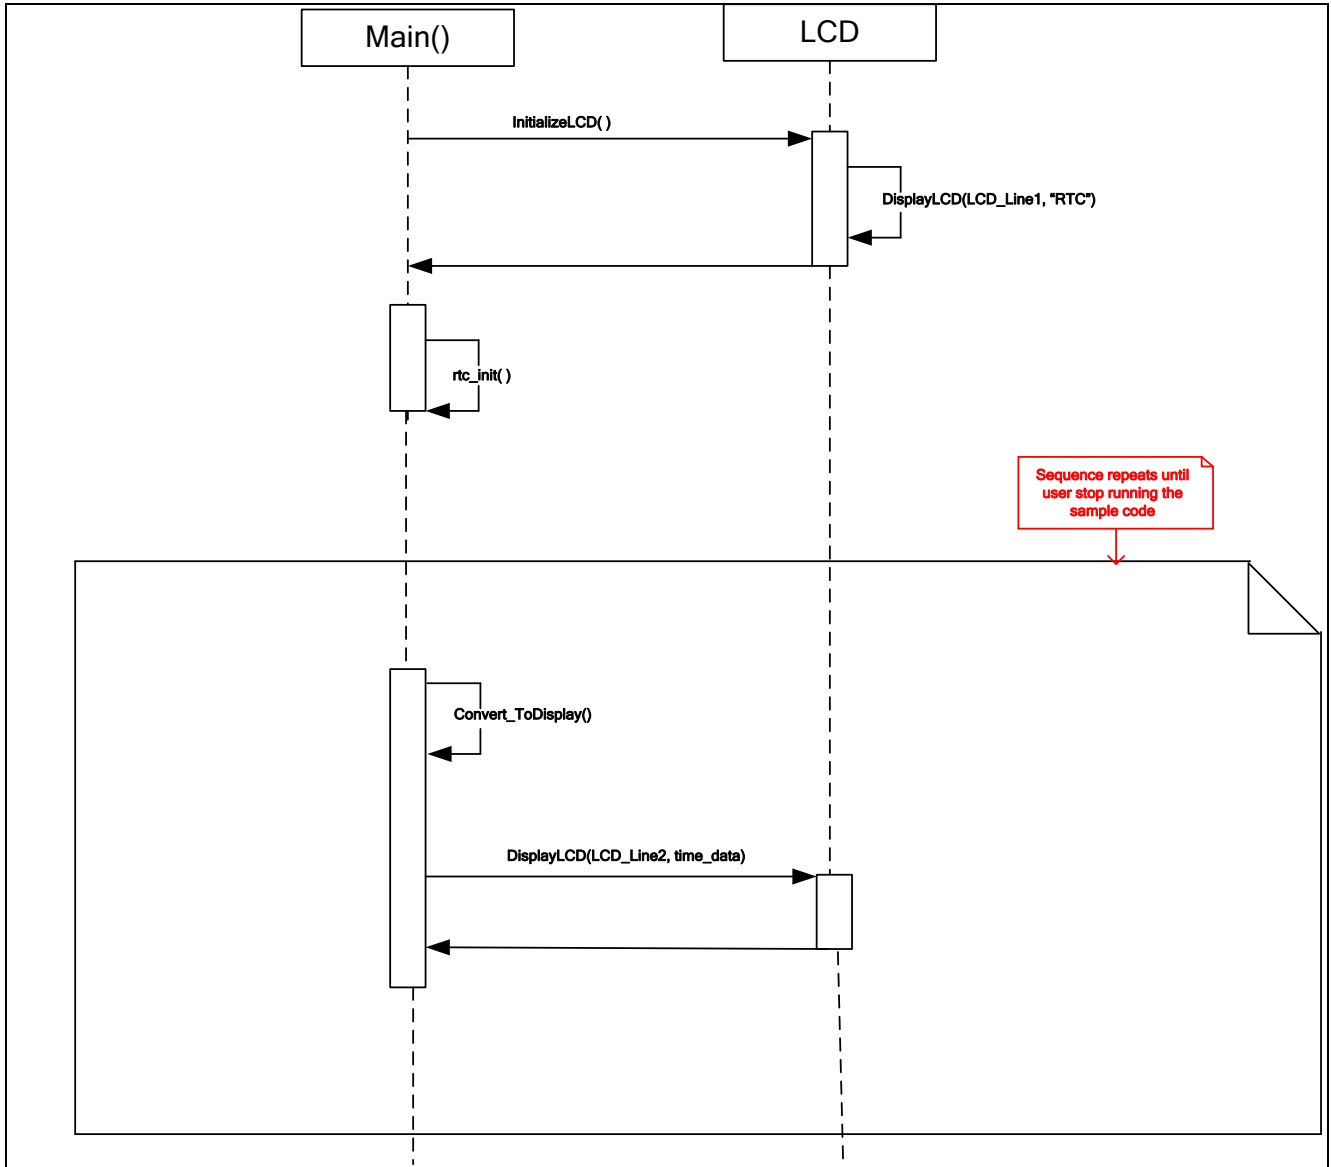 Main()
LCD
InitializeLCD( )
DisplayLCD(LCD_Line1, “RTC”)
rtc_init( )
Sequence repeats until
user stop running the
sample code
Convert_ToDisplay()
DisplayLCD(LCD_Line2, time_data)